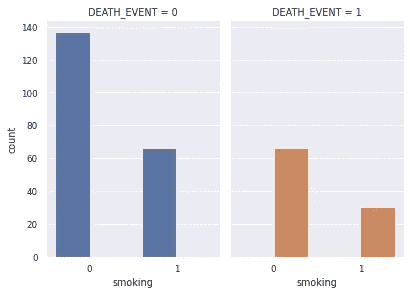 DEATH_EVENT = 0
DEATH_EVENT = 1
140
120
100
80
60
40
20
0
count
0 1
0 1
smoking
smoking